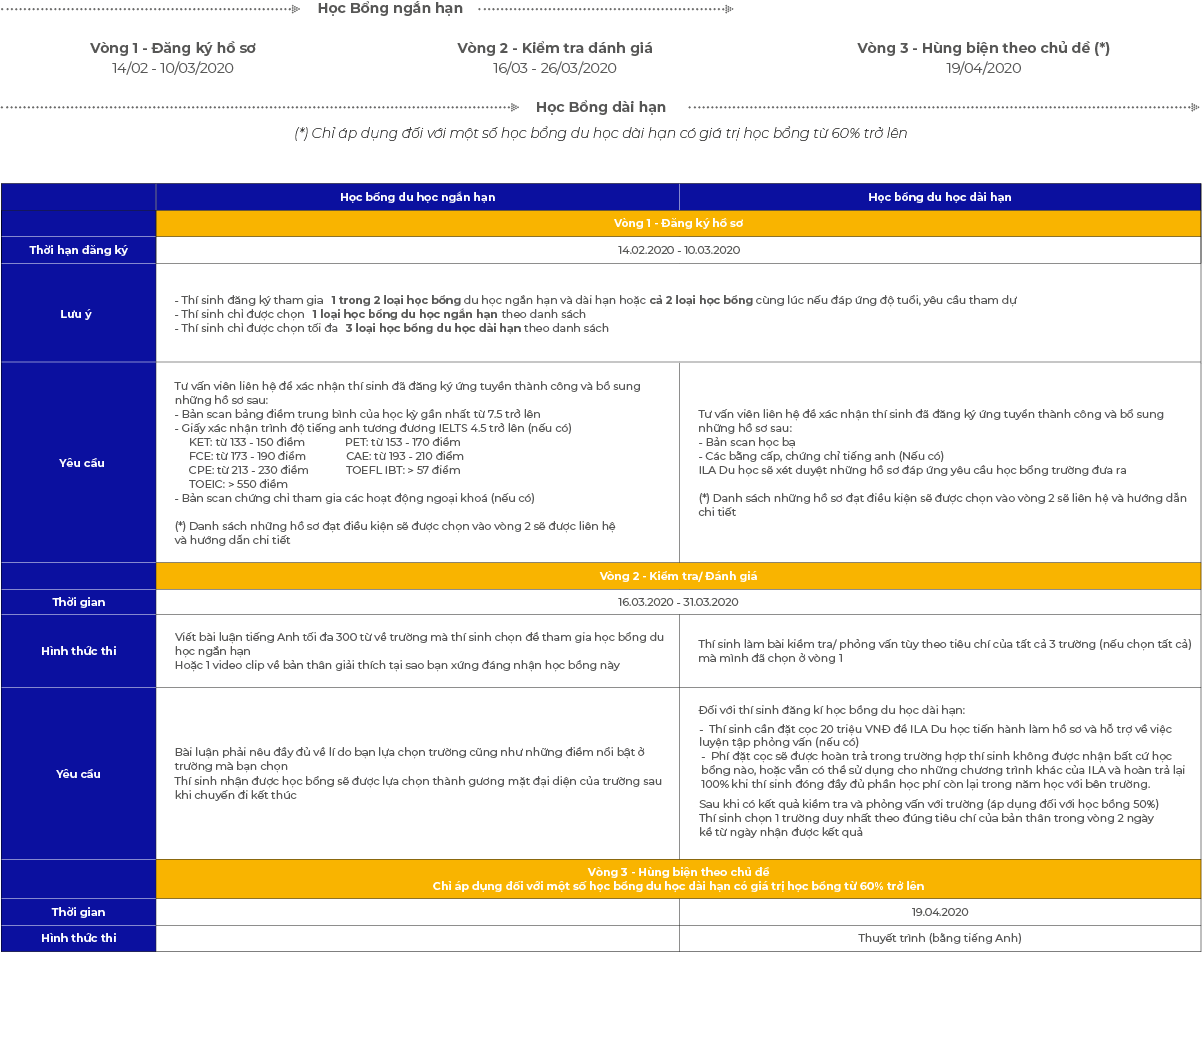 Học Bổng ngắn hạn
Vòng 1 - Đăng ký hồ sơ
Vòng 2 - Kiểm tra đánh giá
Vòng 3 - Hùng biện theo chủ đề (*)
14/02 - 10/03/2020
16/03 - 26/03/2020
19/04/2020
Học Bổng dài hạn
(*) Chỉ áp dụng đối với một số học bổng du học dài hạn có giá trị học bổng từ 60% trở lên
Học bổng du học ngắn hạn
Học bổng du học dài hạn
Vòng 1 - Đăng ký hồ sơ
Thời hạn đăng ký
14.02.2020 - 10.03.2020
Lưu ý
- Thí sinh đăng ký tham gia 1 trong 2 loại học bổng du học ngắn hạn và dài hạn hoặc cả 2 loại học bổng cùng lúc nếu đáp ứng độ tuổi, yêu cầu tham dự
- Thí sinh chỉ được chọn 1 loại học bổng du học ngắn hạn theo danh sách
- Thí sinh chỉ được chọn tối đa 3 loại học bổng du học dài hạn theo danh sách
Yêu cầu
Tư vấn viên liên hệ để xác nhận thí sinh đã đăng ký ứng tuyển thành công và bổ sung
những hồ sơ sau:
- Bản scan bảng điểm trung bình của học kỳ gần nhất từ 7.5 trở lên
- Giấy xác nhận trình độ tiếng anh tương đương IELTS 4.5 trở lên (nếu có)
KET: từ 133 - 150 điểm PET: từ 153 - 170 điểm
FCE: từ 173 - 190 điểm CAE: từ 193 - 210 điểm
CPE: từ 213 - 230 điểm TOEFL IBT: > 57 điểm
TOEIC: > 550 điểm
- Bản scan chứng chỉ tham gia các hoạt động ngoại khoá (nếu có)
(*) Danh sách những hồ sơ đạt điều kiện sẽ được chọn vào vòng 2 sẽ được liên hệ
và hướng dẫn chi tiết
Tư vấn viên liên hệ để xác nhận thí sinh đã đăng ký ứng tuyển thành công và bổ sung
những hồ sơ sau:
- Bản scan học bạ
- Các bằng cấp, chứng chỉ tiếng anh (Nếu có)
ILA Du học sẽ xét duyệt những hồ sơ đáp ứng yêu cầu học bổng trường đưa ra
(*) Danh sách những hồ sơ đạt điều kiện sẽ được chọn vào vòng 2 sẽ liên hệ và hướng dẫn
chi tiết
Vòng 2 - Kiểm tra/ Đánh giá
Thời gian
16.03.2020 - 31.03.2020
Hình thức thi
Viết bài luận tiếng Anh tối đa 300 từ về trường mà thí sinh chọn để tham gia học bổng du
học ngắn hạn
Hoặc 1 video clip về bản thân giải thích tại sao bạn xứng đáng nhận học bổng này
Thí sinh làm bài kiểm tra/ phỏng vấn tùy theo tiêu chí của tất cả 3 trường (nếu chọn tất cả)
mà mình đã chọn ở vòng 1
Yêu cầu
Bài luận phải nêu đầy đủ về lí do bạn lựa chọn trường cũng như những điểm nổi bật ở
trường mà bạn chọn
Thí sinh nhận được học bổng sẽ được lựa chọn thành gương mặt đại diện của trường sau
khi chuyến đi kết thúc
Đối với thí sinh đăng kí học bổng du học dài hạn:
- Thí sinh cần đặt cọc 20 triệu VNĐ để ILA Du học tiến hành làm hồ sơ và hỗ trợ về việc
luyện tập phỏng vấn (nếu có)
- Phí đặt cọc sẽ được hoàn trả trong trường hợp thí sinh không được nhận bất cứ học
bổng nào, hoặc vẫn có thể sử dụng cho những chương trình khác của ILA và hoàn trả lại
100% khi thí sinh đóng đầy đủ phần học phí còn lại trong năm học với bên trường.
Sau khi có kết quả kiểm tra và phỏng vấn với trường (áp dụng đối với học bổng 50%)
Thí sinh chọn 1 trường duy nhất theo đúng tiêu chí của bản thân trong vòng 2 ngày
kể từ ngày nhận được kết quả
Vòng 3 - Hùng biện theo chủ đề
Chỉ áp dụng đối với một số học bổng du học dài hạn có giá trị học bổng từ 60% trở lên
Thời gian
19.04.2020
Hình thức thi
Thuyết trình (bằng tiếng Anh)